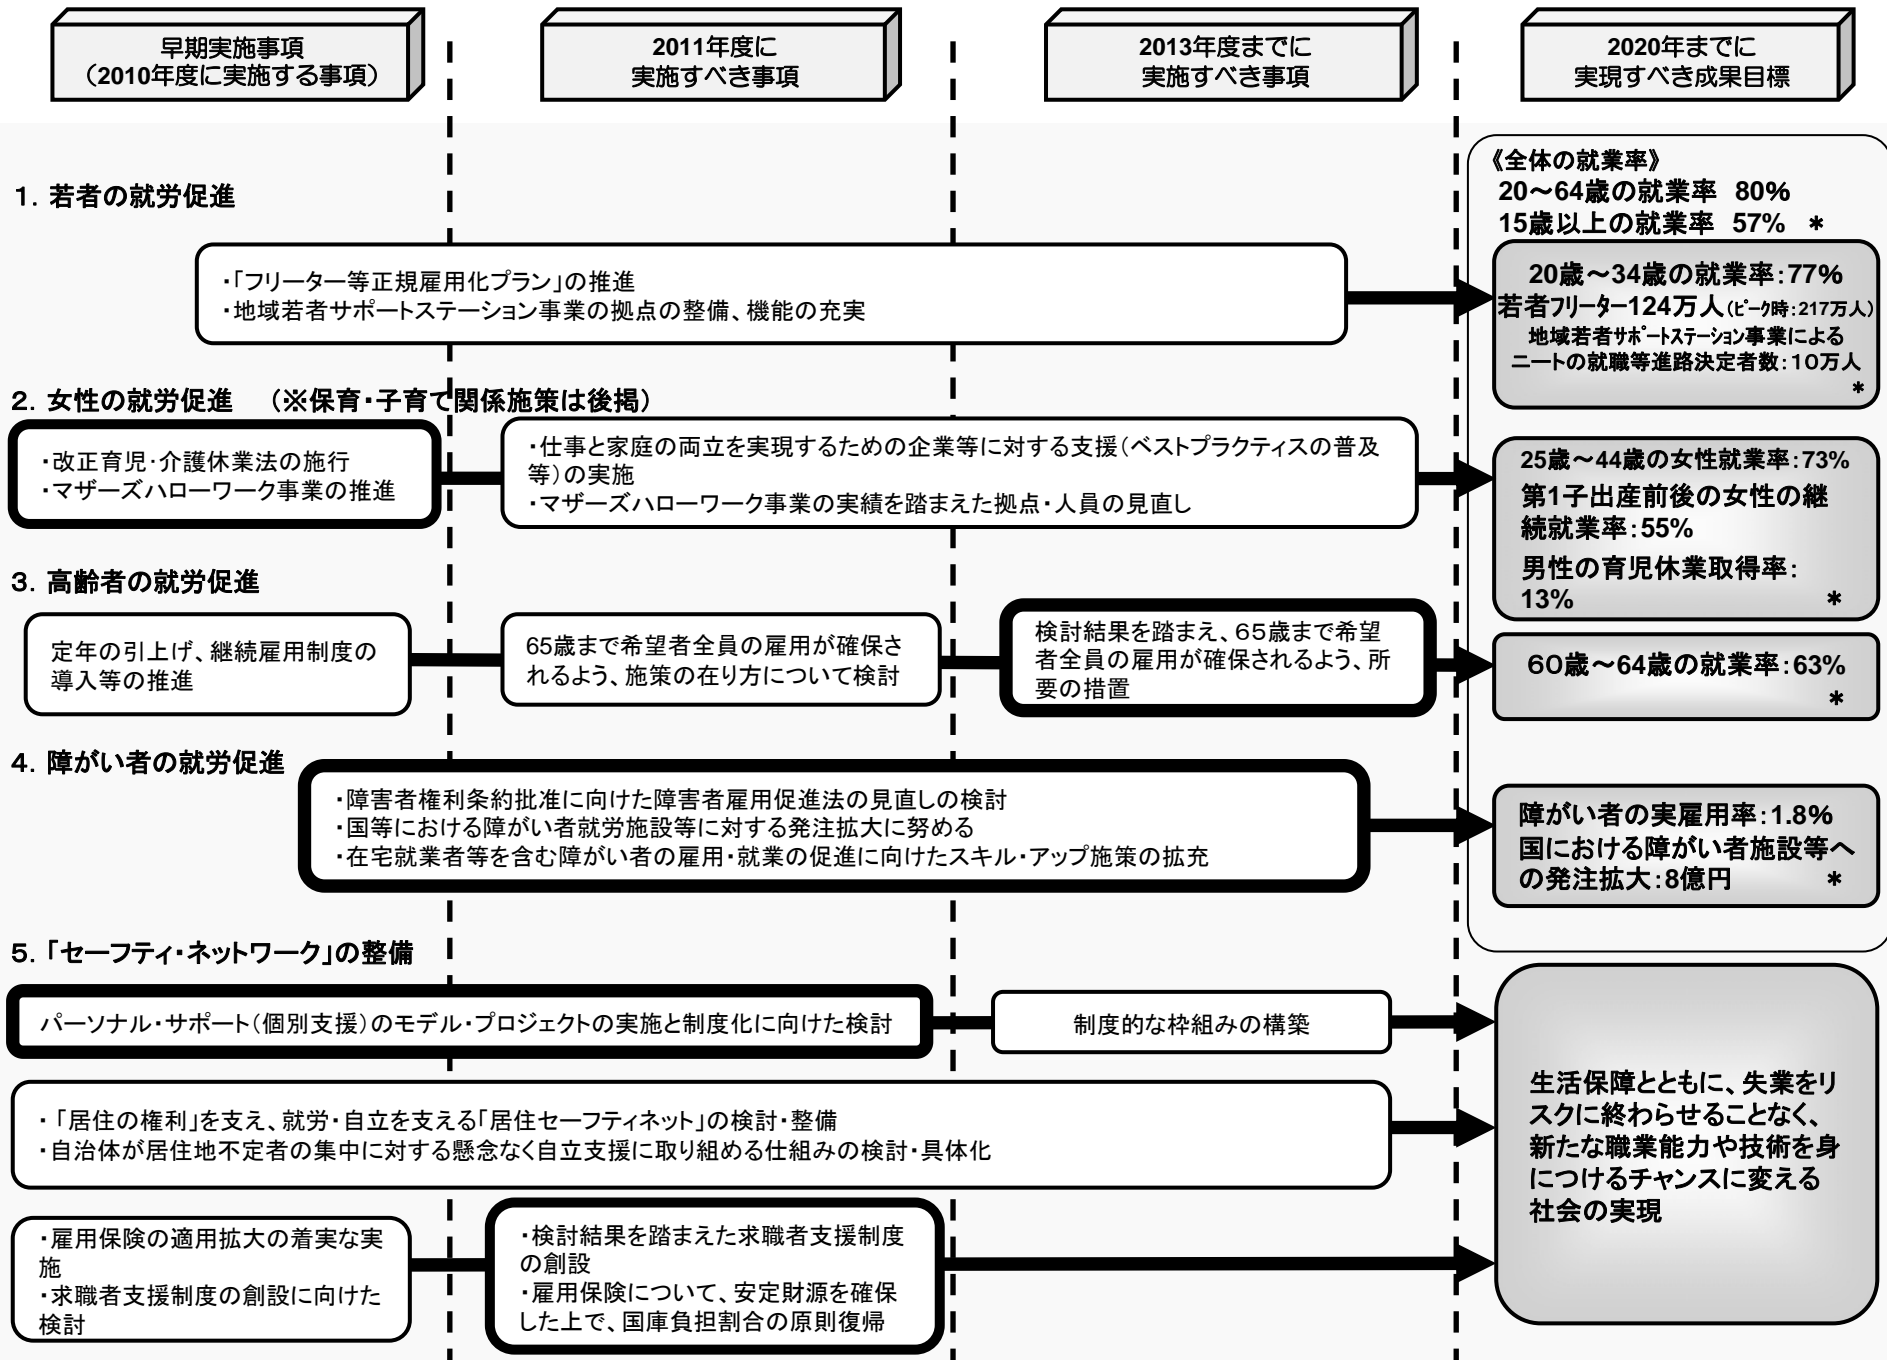 早期実施事項
（2010年度に実施する事項）
2011年度に
実施すべき事項
2013年度までに
実施すべき事項
2020年までに
実現すべき成果目標
《全体の就業率》
20～64歳の就業率 80%
15歳以上の就業率 57% ＊
1. 若者の就労促進
・「フリーター等正規雇用化プラン」の推進
・地域若者サポートステーション事業の拠点の整備、機能の充実
20歳～34歳の就業率：77%
若者フリーター124万人（ピーク時：217万人）
地域若者サポートステーション事業による
ニートの就職等進路決定者数：10万人
＊
2. 女性の就労促進 （※保育・子育て関係施策は後掲）
・改正育児・介護休業法の施行
・マザーズハローワーク事業の推進
・仕事と家庭の両立を実現するための企業等に対する支援（ベストプラクティスの普及
等）の実施
・マザーズハローワーク事業の実績を踏まえた拠点・人員の見直し
25歳～44歳の女性就業率：73%
第1子出産前後の女性の継
続就業率：55%
男性の育児休業取得率：
13% ＊
3. 高齢者の就労促進
定年の引上げ、継続雇用制度の
導入等の推進
65歳まで希望者全員の雇用が確保さ
れるよう、施策の在り方について検討
検討結果を踏まえ、65歳まで希望
者全員の雇用が確保されるよう、所
要の措置
60歳～64歳の就業率：63%
＊
4. 障がい者の就労促進
・障害者権利条約批准に向けた障害者雇用促進法の見直しの検討
・国等における障がい者就労施設等に対する発注拡大に努める
・在宅就業者等を含む障がい者の雇用・就業の促進に向けたスキル・アップ施策の拡充
障がい者の実雇用率：1.8%
国における障がい者施設等へ
の発注拡大：8億円 ＊
5. 「セーフティ・ネットワーク」の整備
パーソナル・サポート（個別支援）のモデル・プロジェクトの実施と制度化に向けた検討
制度的な枠組みの構築
・「居住の権利」を支え、就労・自立を支える「居住セーフティネット」の検討・整備
・自治体が居住地不定者の集中に対する懸念なく自立支援に取り組める仕組みの検討・具体化
・雇用保険の適用拡大の着実な実
施
・求職者支援制度の創設に向けた
検討
・検討結果を踏まえた求職者支援制度
の創設
・雇用保険について、安定財源を確保
した上で、国庫負担割合の原則復帰
生活保障とともに、失業をリ
スクに終わらせることなく、
新たな職業能力や技術を身
につけるチャンスに変える
社会の実現